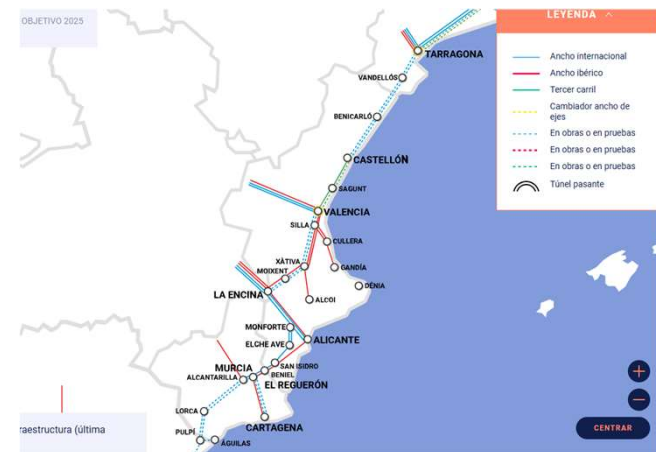 OBJETIVO 2025
LEYENDA
Ancho internacional
Ancho ibérico
Tercer carril
Cambiador ancho de
ejes
En obras o en pruebas
En obras o en pruebas
En obras o en pruebas
Túnel pasante
TARRAGONA
VANDELLÓS
BENICARLÓ
CASTELLÓN
SAGUNT
VALENCIA
SILLA
CULLERA
XÀTIVA
MOIXENT
GANDÍA
DÉNIA
LA ENCINA
ALCOI
MONFORTE
ELCHE AVE
ALICANTE
SAN ISIDRO
MURCIA
BENIEL
ALCANTARILLA
EL REGUERÓN
LORCA
CARTAGENA
PULPÍ
ÁGUILAS
raestructura (última
CENTRAR